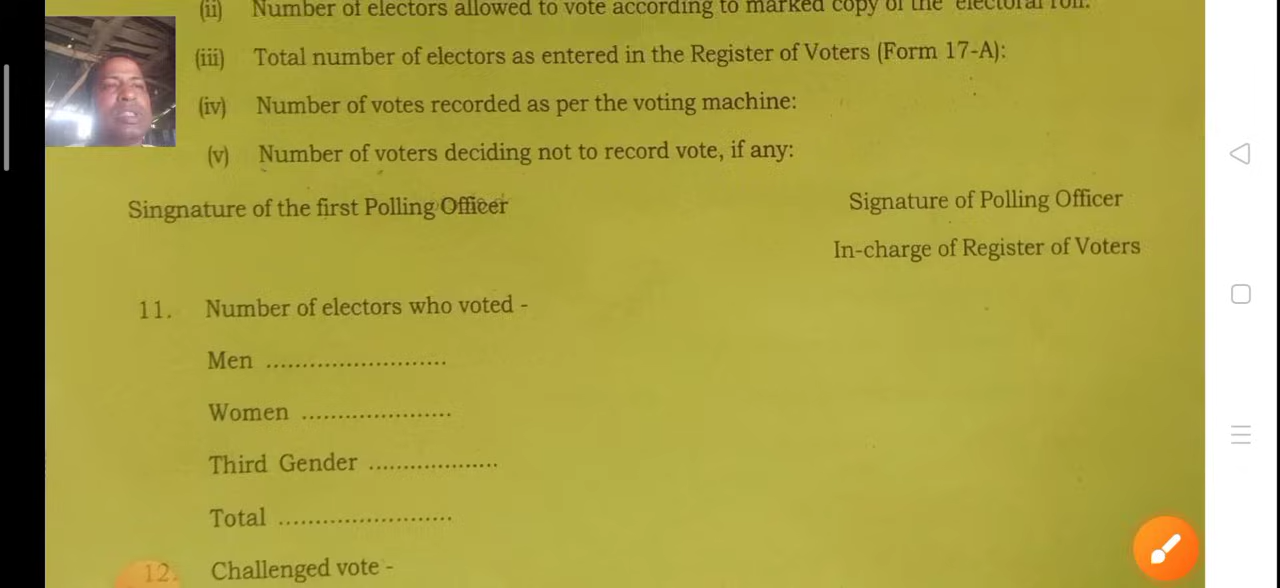 (ii) Number of electors allowed to vote according to marked copy of the electoral roll:
(iii) Total number of electors as entered in the Register of Voters (Form 17-A):
(iv) Number of votes recorded as per the voting machine:
(v) Number of voters deciding not to record vote, if any:
Singnature of the first Polling Officer
Signature of Polling Officer
In-charge of Register of Voters
11. Number of electors who voted -
Men .........................
Women .....................
Third Gender ..................
Total ........................
12. Challenged vote -